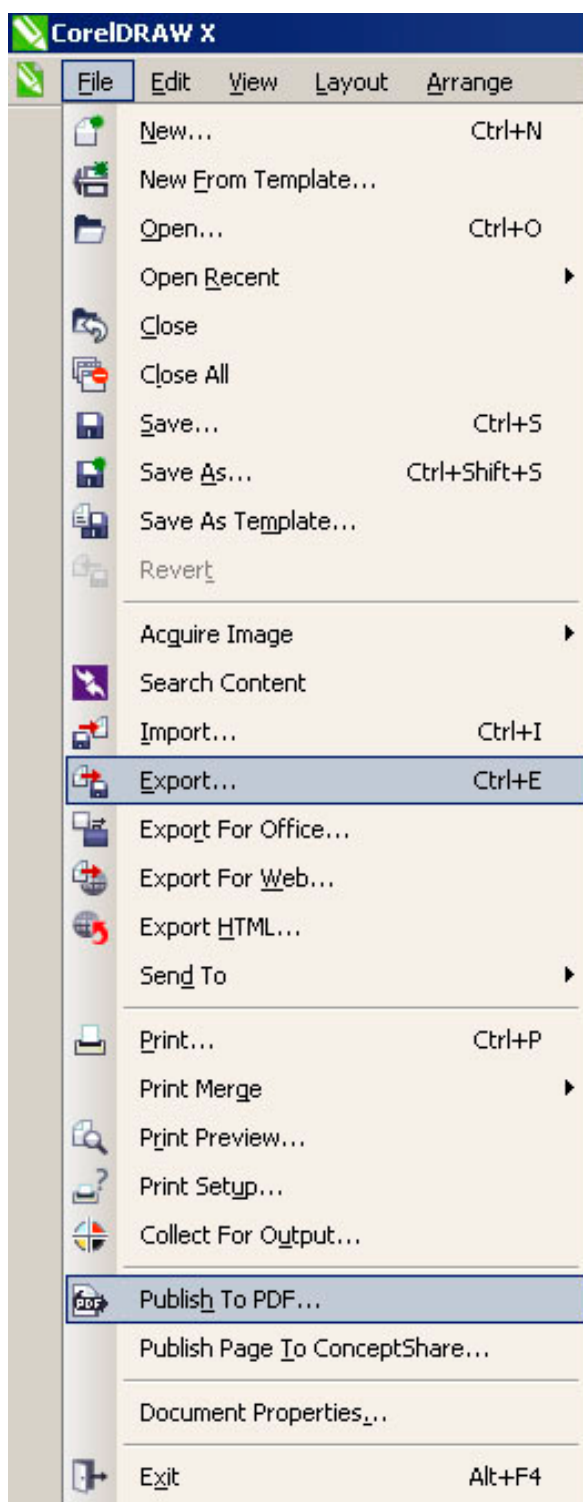 CorelDRAW X
File Edit View Layout Arrange
New... Ctrl+N
New From Template...
Open... Ctrl+O
Open Recent
Close
Close All
Save... Ctrl+S
Save As... Ctrl+Shift+S
Save As Template...
Revert
Acquire Image
Search Content
Import... Ctrl+I
Export... Ctrl+E
Export For Office...
Export For Web...
Export HTML...
Send To
Print... Ctrl+P
Print Merge
Print Preview...
Print Setup...
Collect For Output...
PDF Publish To PDF...
Publish Page To ConceptShare...
Document Properties...
Exit Alt+F4